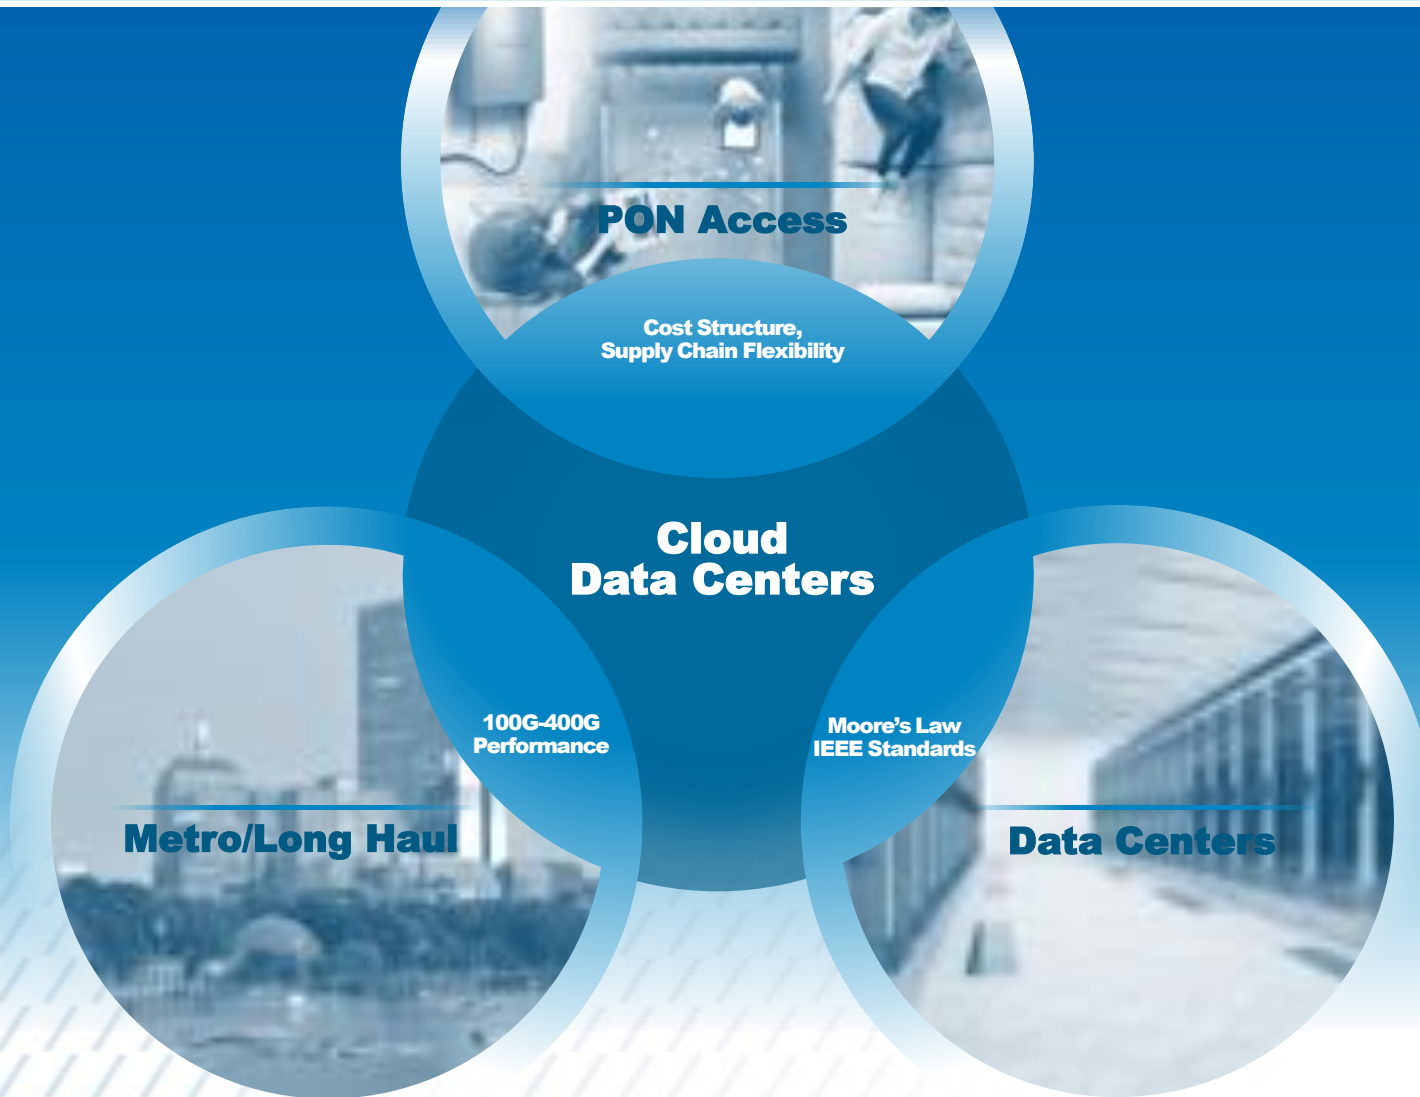 PON Access
Cost Structure,
Supply Chain Flexibility
Cloud
Data Centers
100G-400G
Performance
Moore's Law
IEEE Standards
Metro/Long Haul
Data Centers